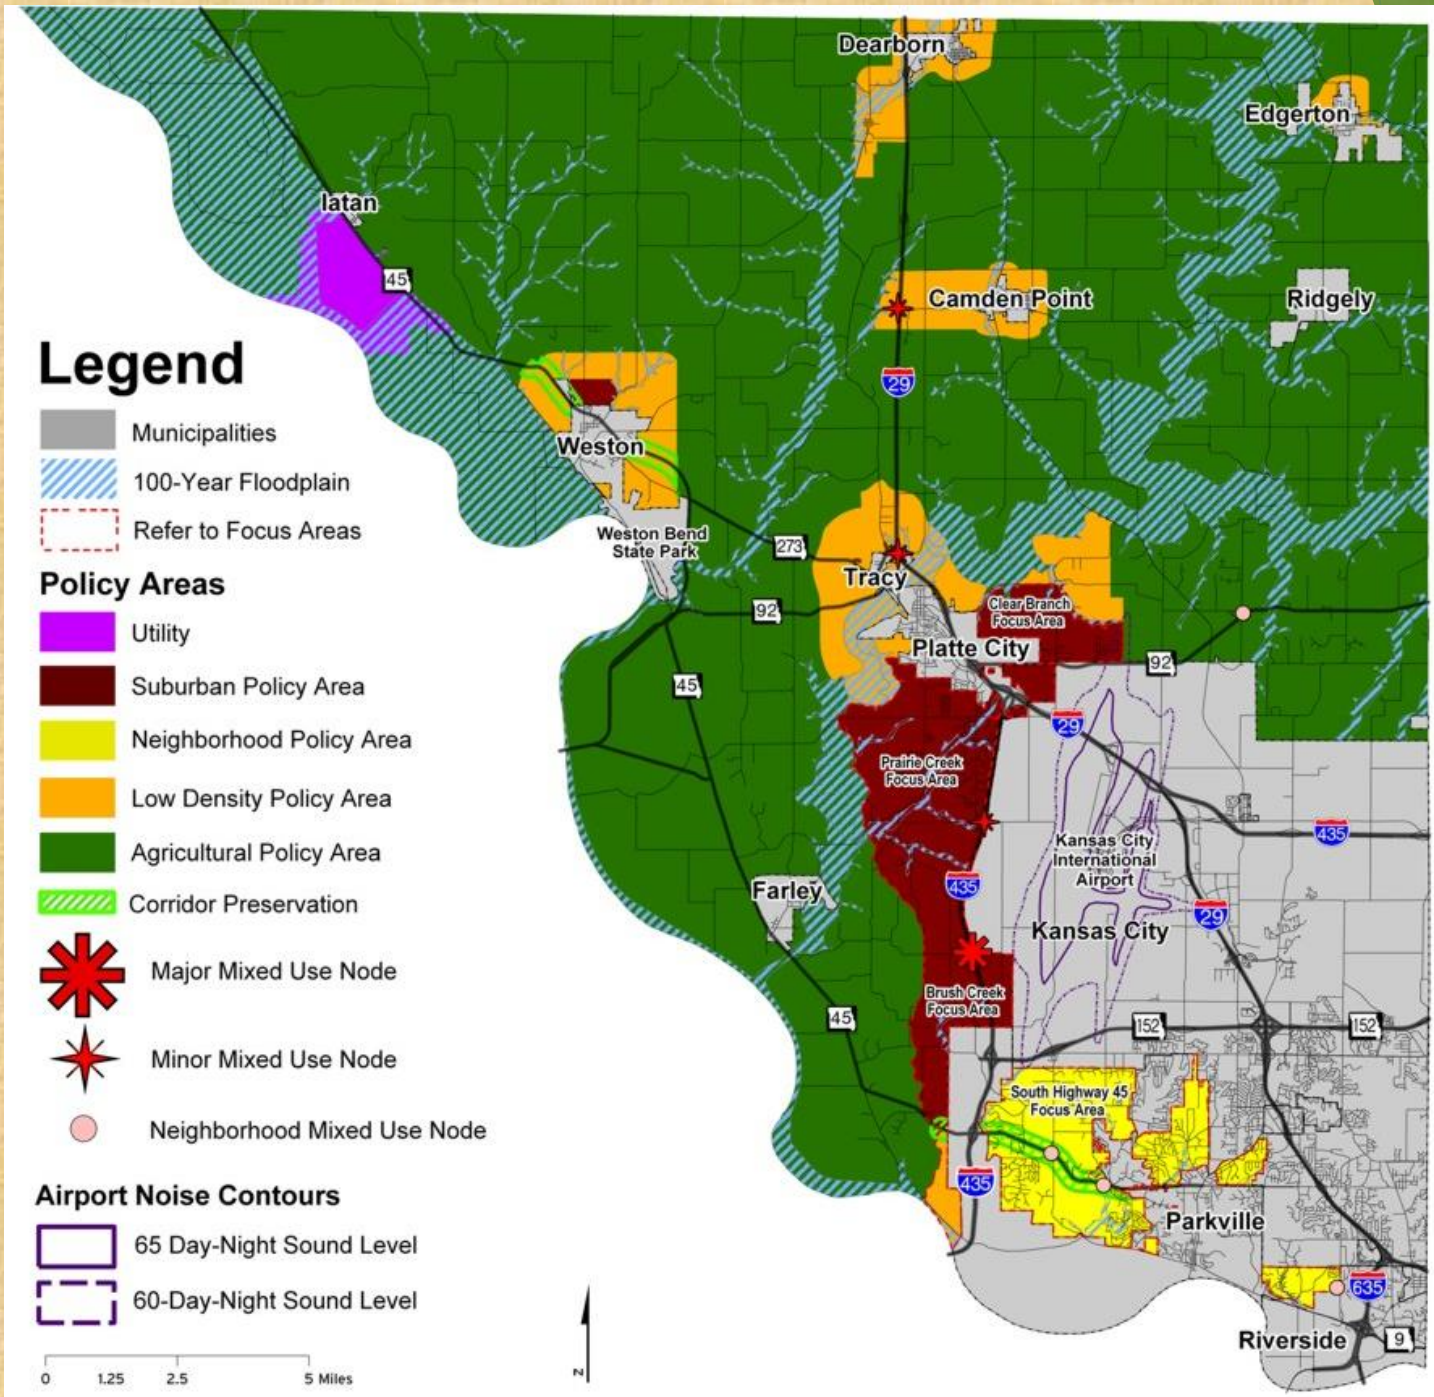 Dearborn
Edgerton
Iatan
45
Camden Point
Ridgely
29
Legend
Municipalities
100-Year Floodplain
Refer to Focus Areas
Policy Areas
Utility
Suburban Policy Area
Neighborhood Policy Area
Low Density Policy Area
Agricultural Policy Area
Corridor Preservation
Major Mixed Use Node
Minor Mixed Use Node
Neighborhood Mixed Use Node
Airport Noise Contours
65 Day-Night Sound Level
60-Day-Night Sound Level
0 1.25 2.5 5 Miles
N
Weston
Weston Bend
State Park
273
Tracy
92
Clear Branch
Focus Area
Platte City
92
45
29
Prairie Creek
Focus Area
435
Kansas City
International
Airport
Farley
435
29
Kansas City
Brush Creek
Focus Area
45
152
152
South Highway 45
Focus Area
435
Parkville
635
Riverside
9